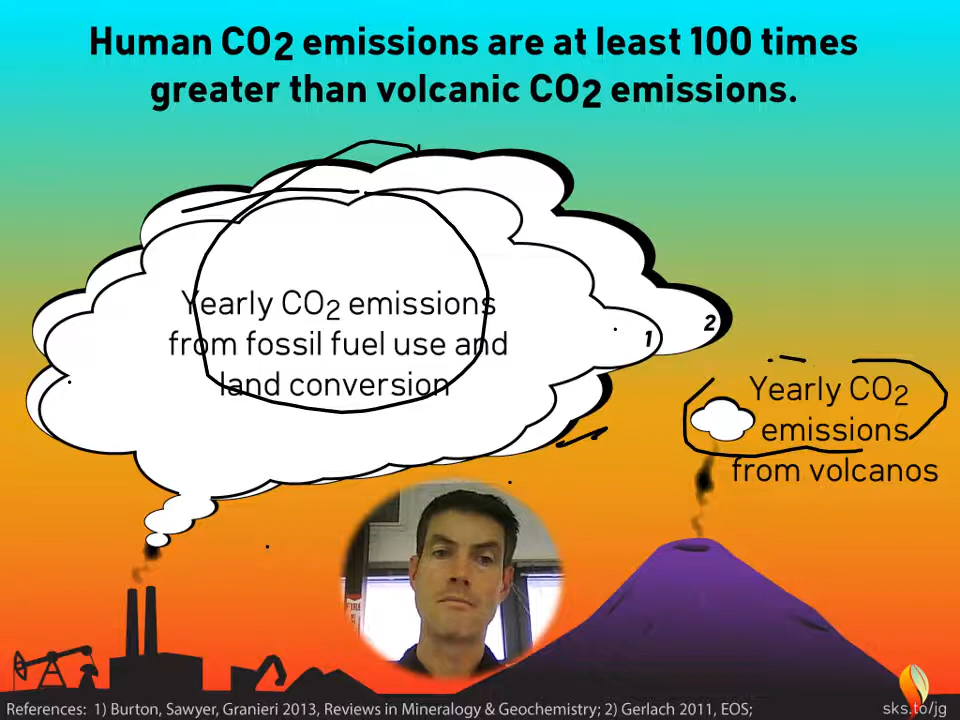 Human CO2 emissions are at least 100 times
greater than volcanic CO2 emissions.
Yearly CO2 emissions
from fossil fuel use and
land conversion
1
2
Yearly CO2
emissions
from volcanos
FIRE
References: 1) Burton, Sawyer, Granieri 2013, Reviews in Mineralogy & Geochemistry; 2) Gerlach 2011, EOS;
sks.to/jg